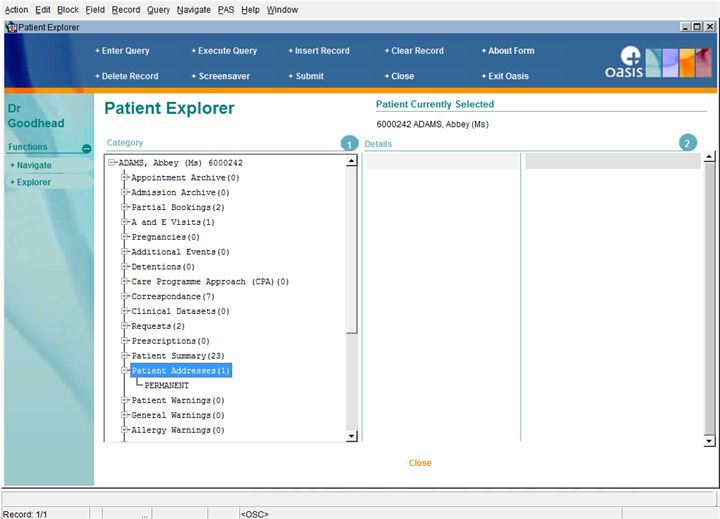 Action Edit Block Field Record Query Navigate PAS Help Window
Patient Explorer
+ Enter Query + Execute Query + Insert Record + Clear Record + About Form
+ Delete Record + Screensaver + Submit + Close + Exit Oasis
oasis
Dr Goodhead
Functions
+ Navigate
+ Explorer
Patient Explorer
Patient Currently Selected
6000242 ADAMS, Abbey (Ms)
Category 1
Details 2
ADAMS, Abbey (Ms) 6000242
Appointment Archive(0)
Admission Archive(0)
Partial Bookings(2)
A and E Visits(1)
Pregnancies(0)
Additional Events(0)
Detentions(0)
Care Programme Approach (CPA)(0)
Correspondance(7)
Clinical Datasets(0)
Requests(2)
Prescriptions(0)
Patient Summary(23)
Patient Addresses(1)
PERMANENT
Patient Warnings(0)
General Warnings(0)
Allergy Warnings(0)
Close
Record: 1/1 ... <OSC>